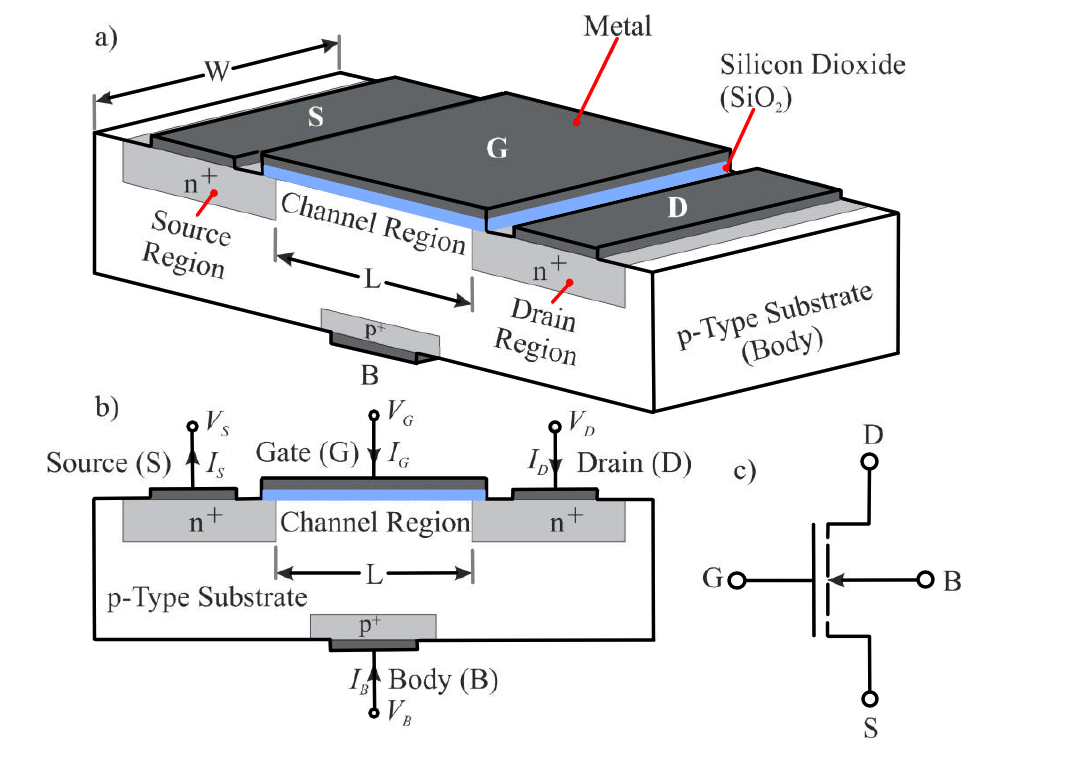 a)
Metal
W
Silicon Dioxide
(SiO₂)
S
G
D
n+
Source
Region
Channel Region
L
n+
Drain
Region
p-Type Substrate
(Body)
p+
B
b)
V_S
V_G
V_D
Source (S)
I_S
Gate (G)
I_G
I_D
Drain (D)
n+
Channel Region
n+
L
p-Type Substrate
p+
I_B
Body (B)
V_B
c)
D
G
B
S